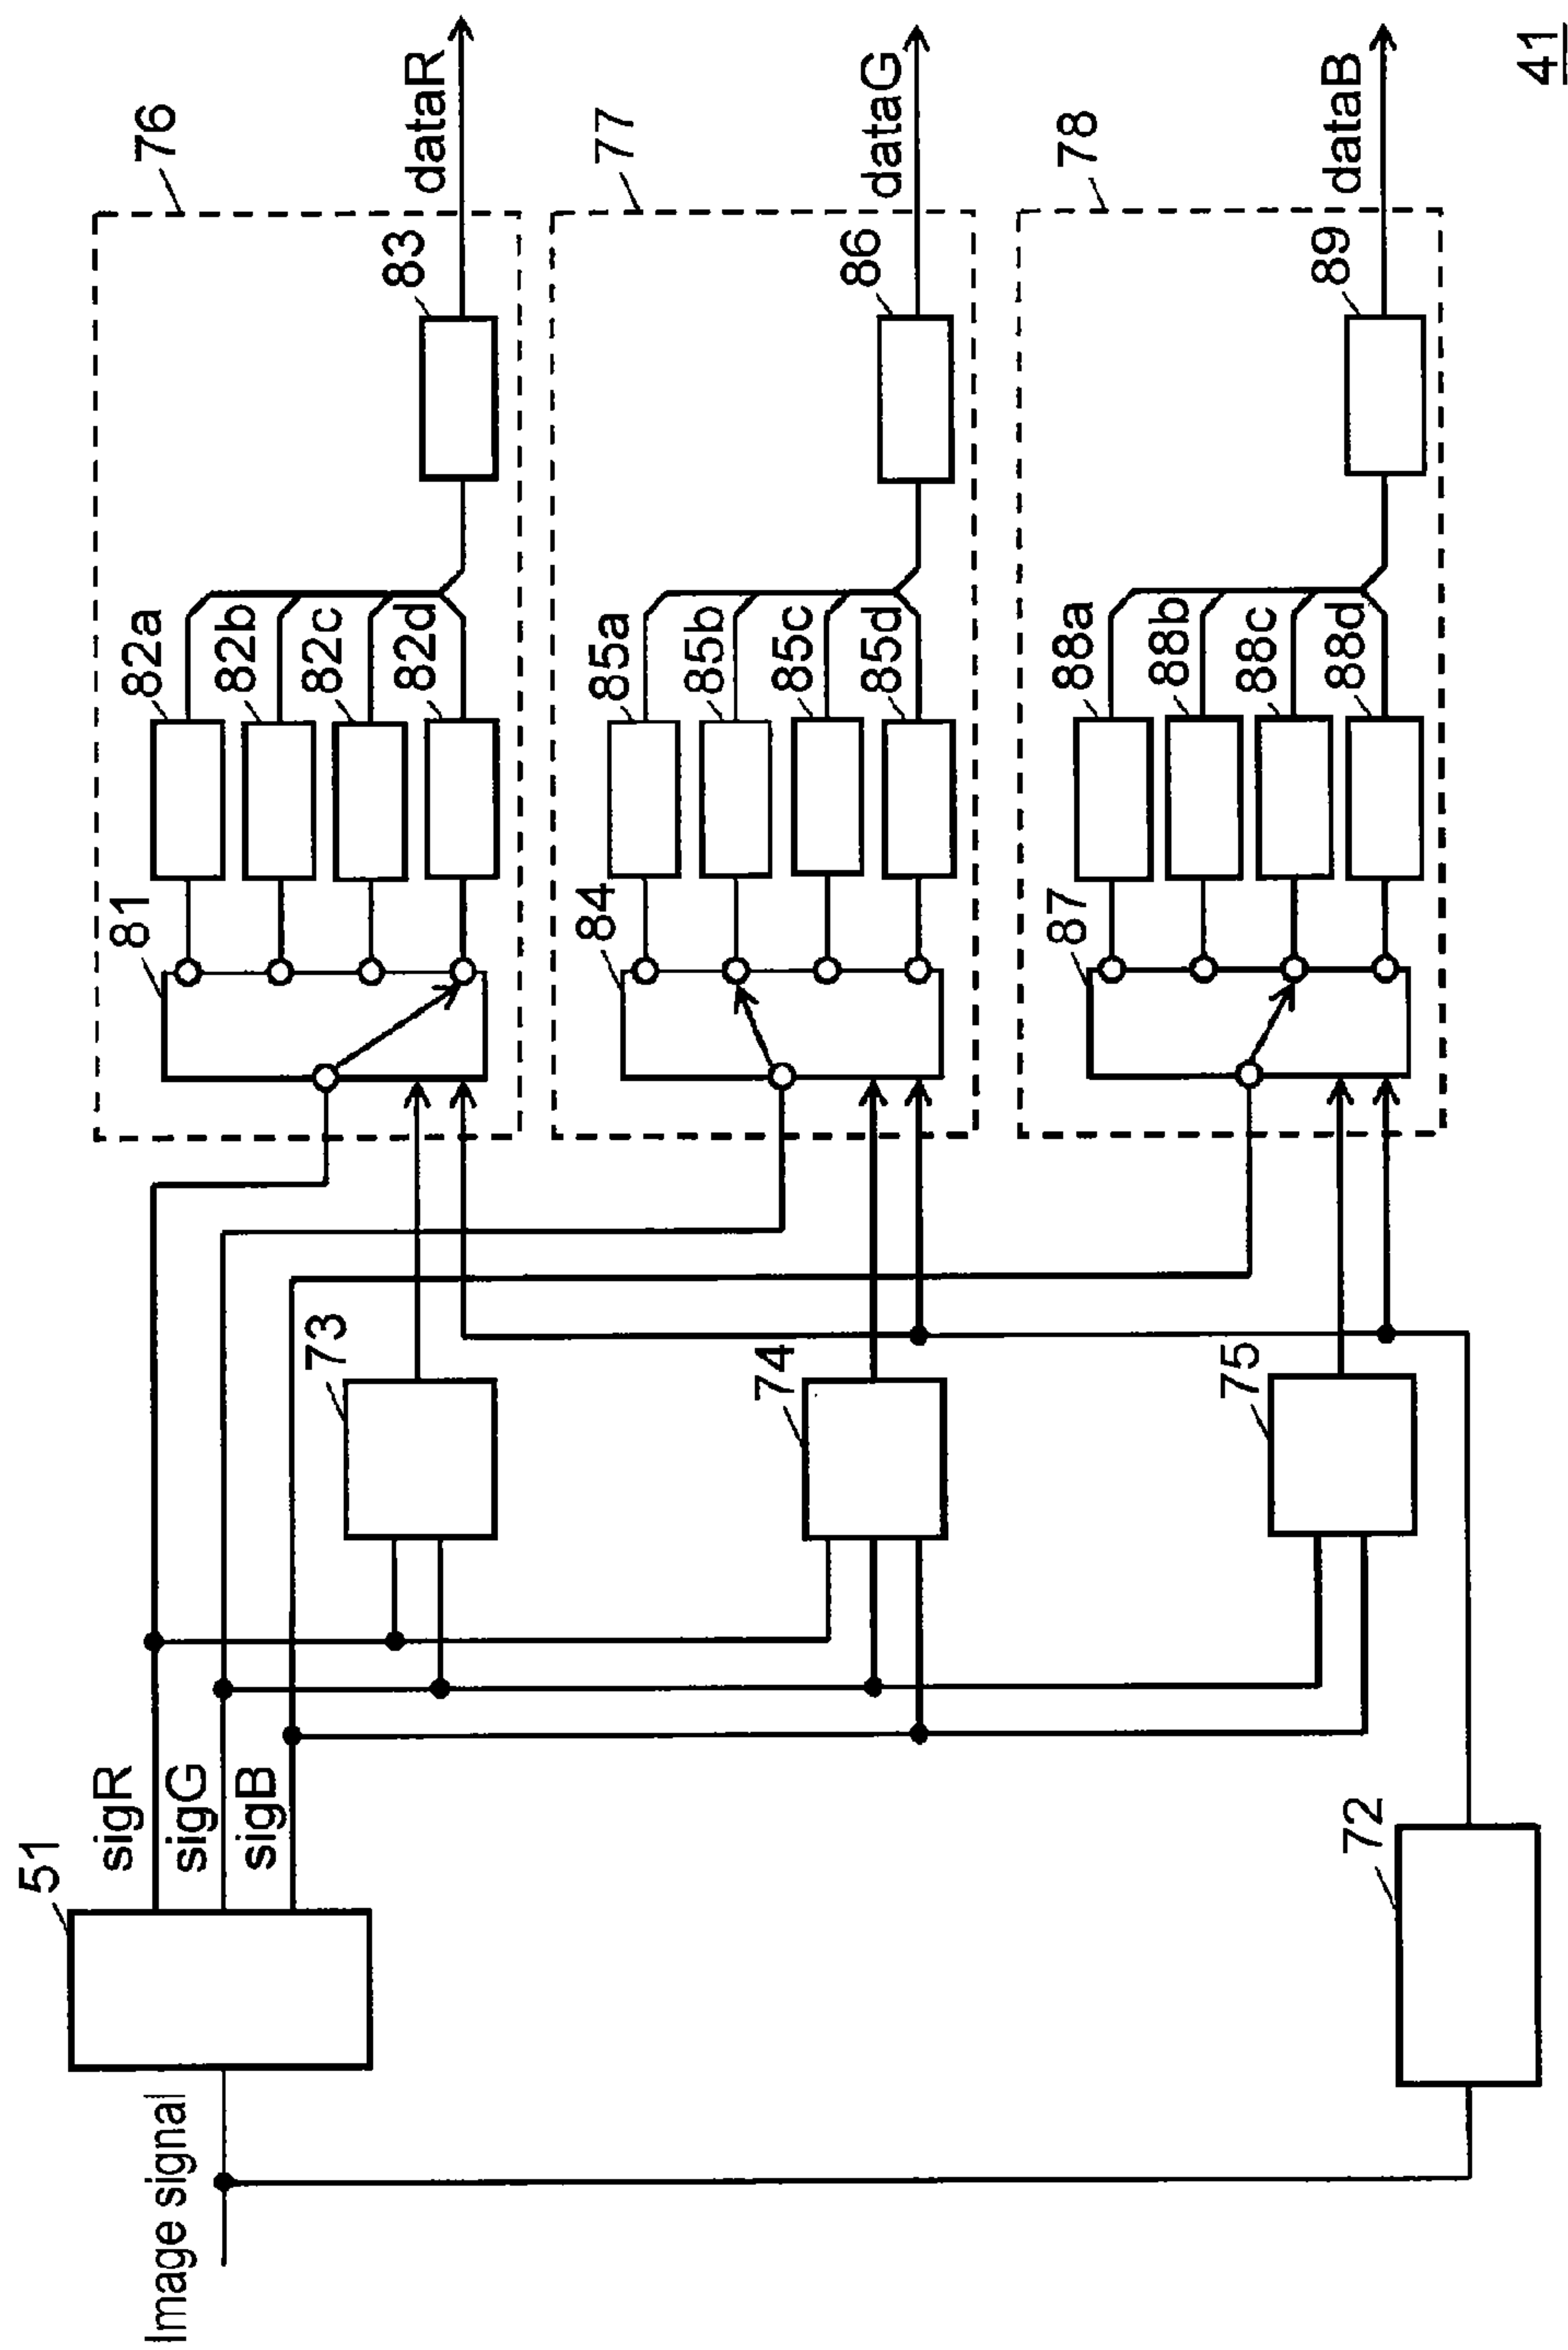 76
dataR
83
82a
82b
82c
82d
81
77
dataG
86
85a
85b
85c
85d
84
78
dataB
89
88a
88b
88c
88d
87
73
74
75
51
sigR
sigG
sigB
72
Image signal
41